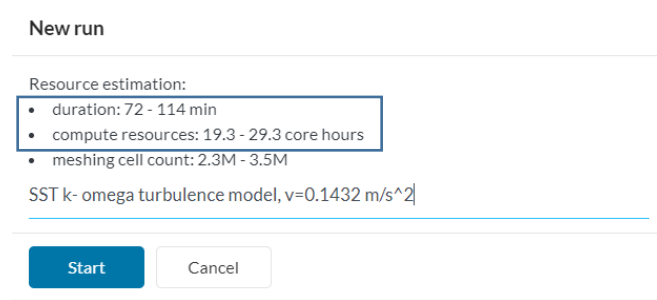 New run
Resource estimation:
• duration: 72 - 114 min
• compute resources: 19.3 - 29.3 core hours
• meshing cell count: 2.3M - 3.5M
SST k- omega turbulence model, v=0.1432 m/s^2
Start
Cancel